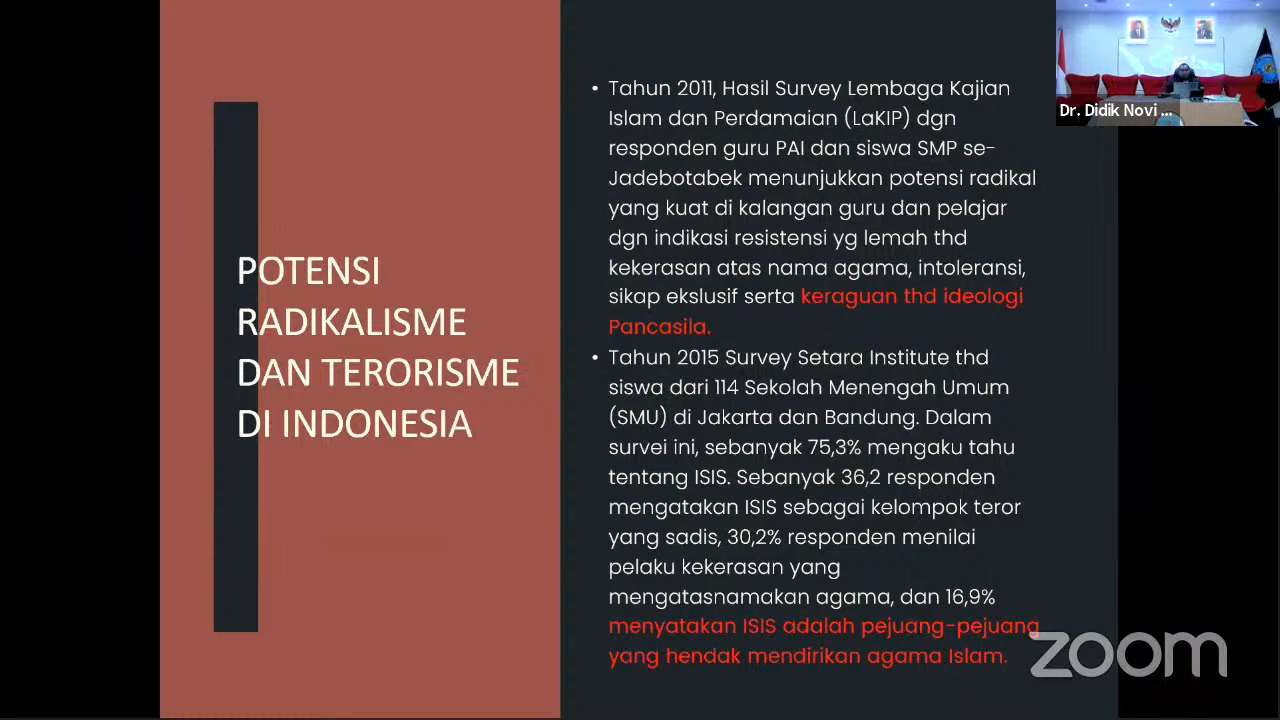 POTENSI
RADIKALISME
DAN TERORISME
DI INDONESIA
• Tahun 2011, Hasil Survey Lembaga Kajian
Islam dan Perdamaian (LaKIP) dgn
responden guru PAI dan siswa SMP se-
Jadebotabek menunjukkan potensi radikal
yang kuat di kalangan guru dan pelajar
dgn indikasi resistensi yg lemah thd
kekerasan atas nama agama, intoleransi,
sikap ekslusif serta keraguan thd ideologi
Pancasila.
• Tahun 2015 Survey Setara Institute thd
siswa dari 114 Sekolah Menengah Umum
(SMU) di Jakarta dan Bandung. Dalam
survei ini, sebanyak 75,3% mengaku tahu
tentang ISIS. Sebanyak 36,2 responden
mengatakan ISIS sebagai kelompok teror
yang sadis, 30,2% responden menilai
pelaku kekerasan yang
mengatasnamakan agama, dan 16,9%
menyatakan ISIS adalah pejuang-pejuang
yang hendak mendirikan agama Islam.
Dr. Didik Novi ...
zoom